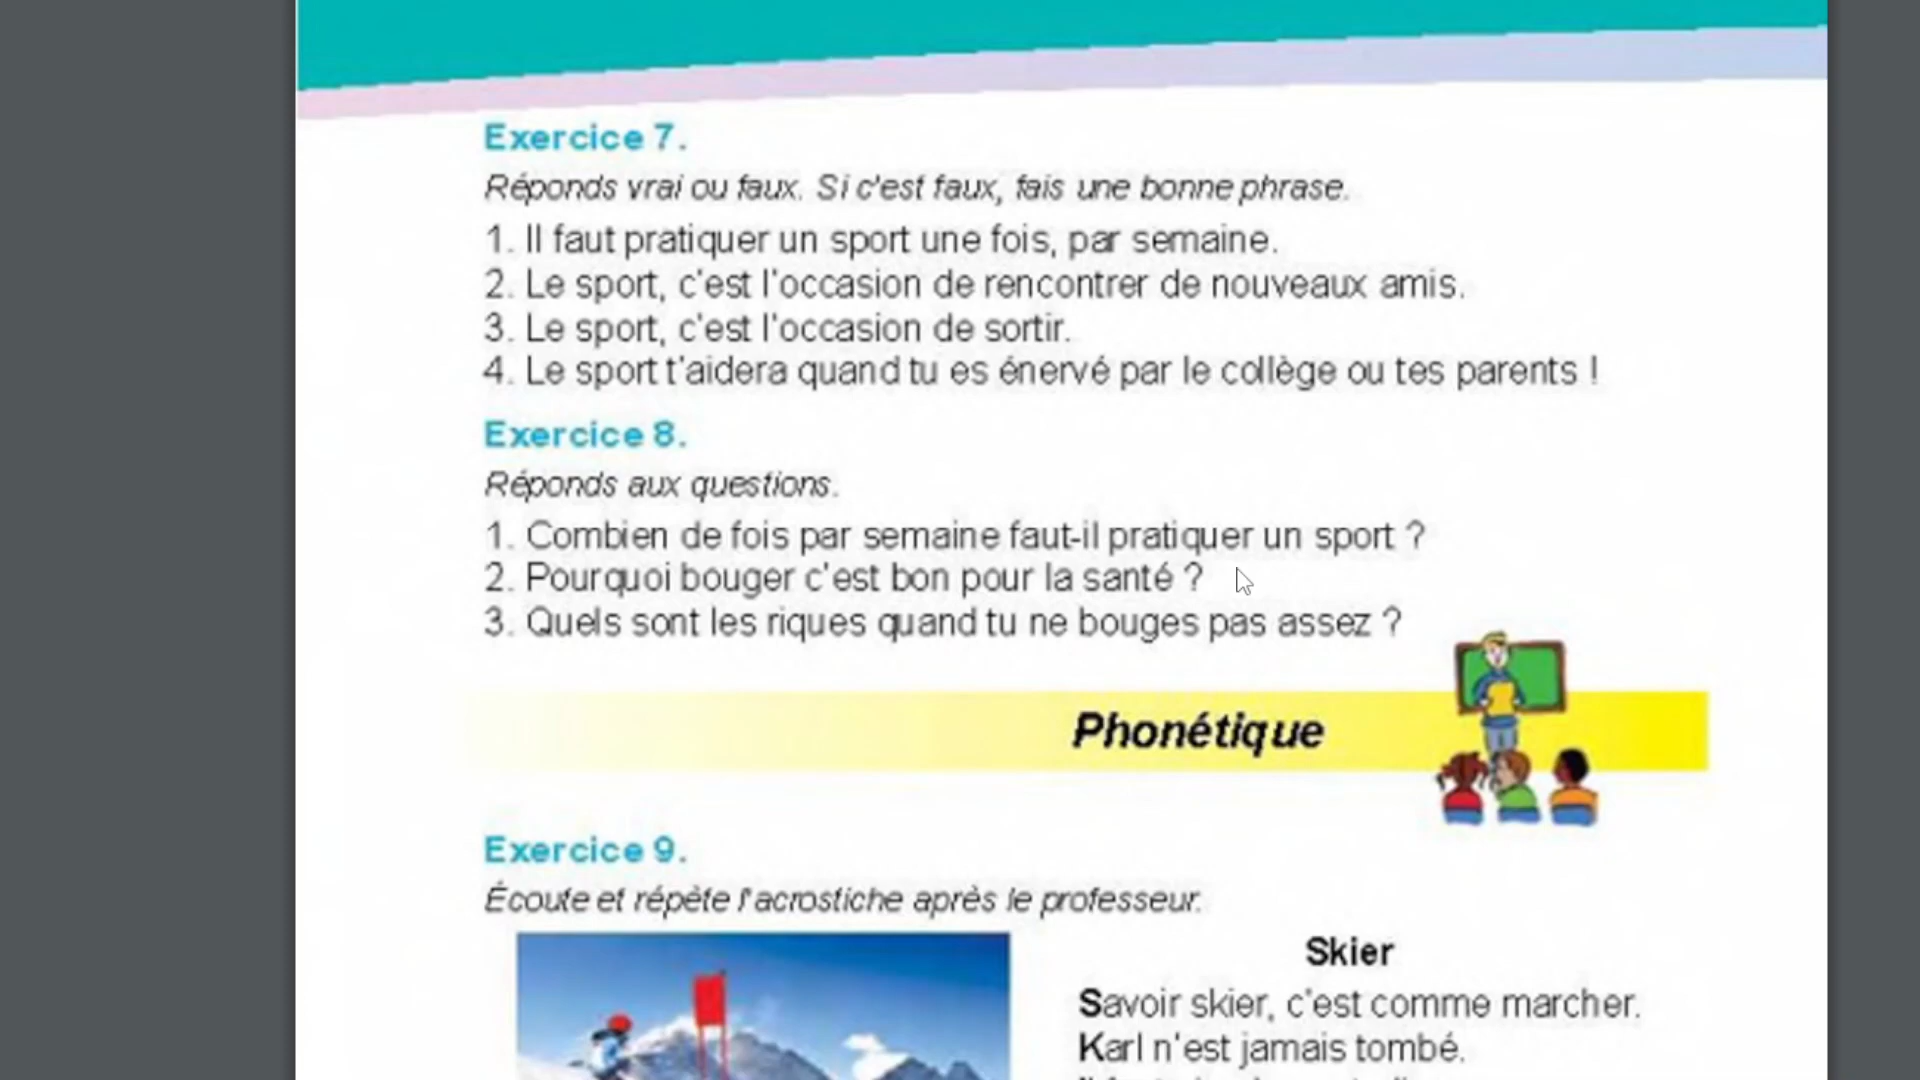 Exercice 7.
Réponds vrai ou faux. Si c'est faux, fais une bonne phrase.
1. Il faut pratiquer un sport une fois, par semaine.
2. Le sport, c'est l'occasion de rencontrer de nouveaux amis.
3. Le sport, c'est l'occasion de sortir.
4. Le sport t'aidera quand tu es énervé par le collège ou tes parents !
Exercice 8.
Réponds aux questions.
1. Combien de fois par semaine faut-il pratiquer un sport ?
2. Pourquoi bouger c'est bon pour la santé ?
3. Quels sont les riques quand tu ne bouges pas assez ?
Phonétique
Exercice 9.
Écoute et répète l'acrostiche après le professeur.
Skier
Savoir skier, c'est comme marcher.
Karl n'est jamais tombé.